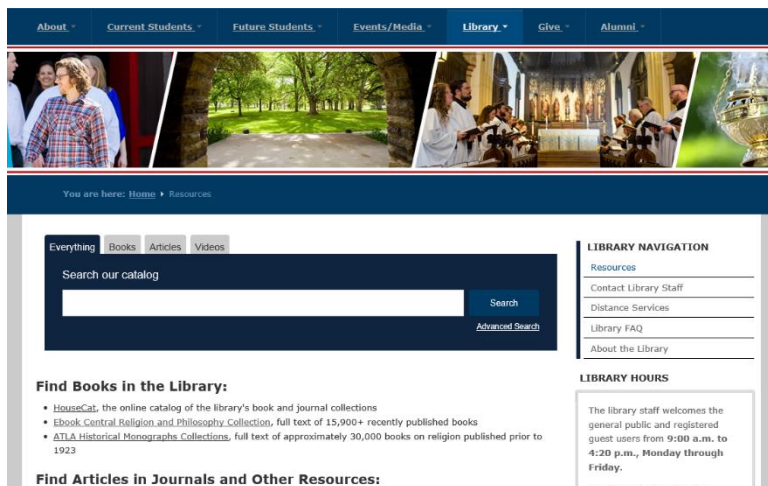 About
Current Students
Future Students
Events/Media
Library
Give
Alumni
You are here: Home ▸ Resources
Everything
Books
Articles
Videos
Search our catalog
Search
Advanced Search
Find Books in the Library:
• HouseCat, the online catalog of the library's book and journal collections
• Ebook Central Religion and Philosophy Collection, full text of 15,900+ recently published books
• ATLA Historical Monographs Collections, full text of approximately 30,000 books on religion published prior to
1923
Find Articles in Journals and Other Resources:
LIBRARY NAVIGATION
Resources
Contact Library Staff
Distance Services
Library FAQ
About the Library
LIBRARY HOURS
The library staff welcomes the
general public and registered
guest users from 9:00 a.m. to
4:20 p.m., Monday through
Friday.